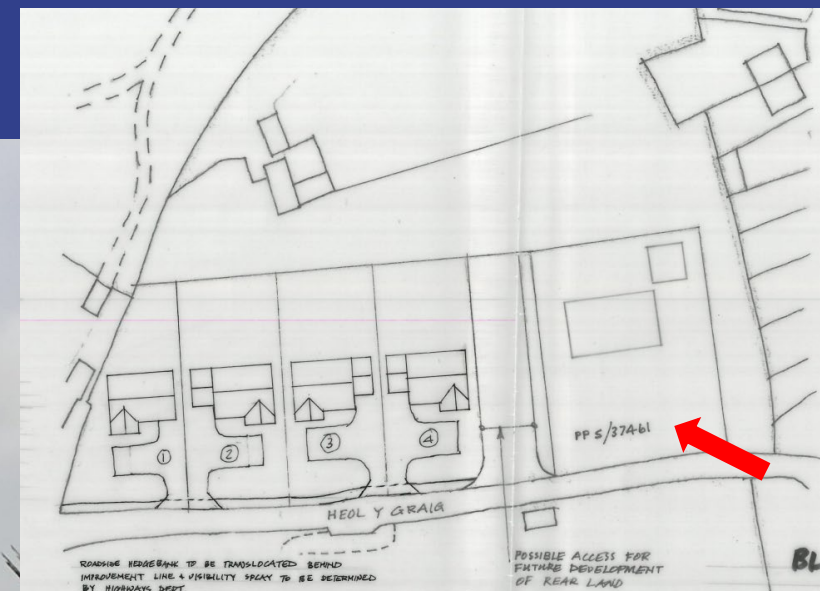 PP S/37461
①
②
③
④
HEOL Y GRAIG
ROADSIDE HEDGEBANK TO BE TRANSLOCATED BEHIND
IMPROVEMENT LINE & VISIBILITY SPLAY TO BE DETERMINED
BY HIGHWAYS DEPT
POSSIBLE ACCESS FOR
FUTURE DEVELOPMENT
OF REAR LAND
BL